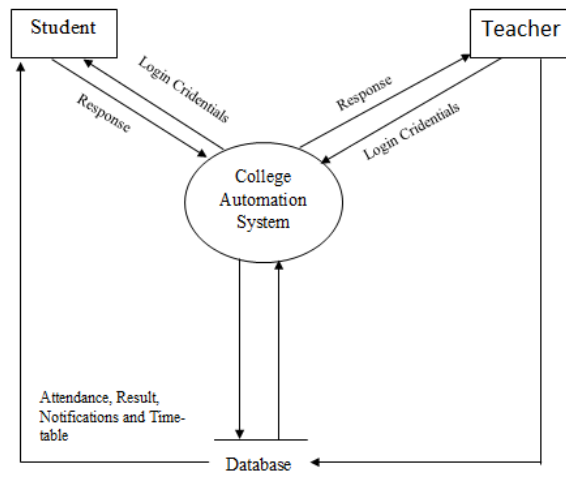 Student
Teacher
Login Cridentials
Response
Response
Login Cridentials
College
Automation
System
Attendance, Result,
Notifications and Time-
table
Database